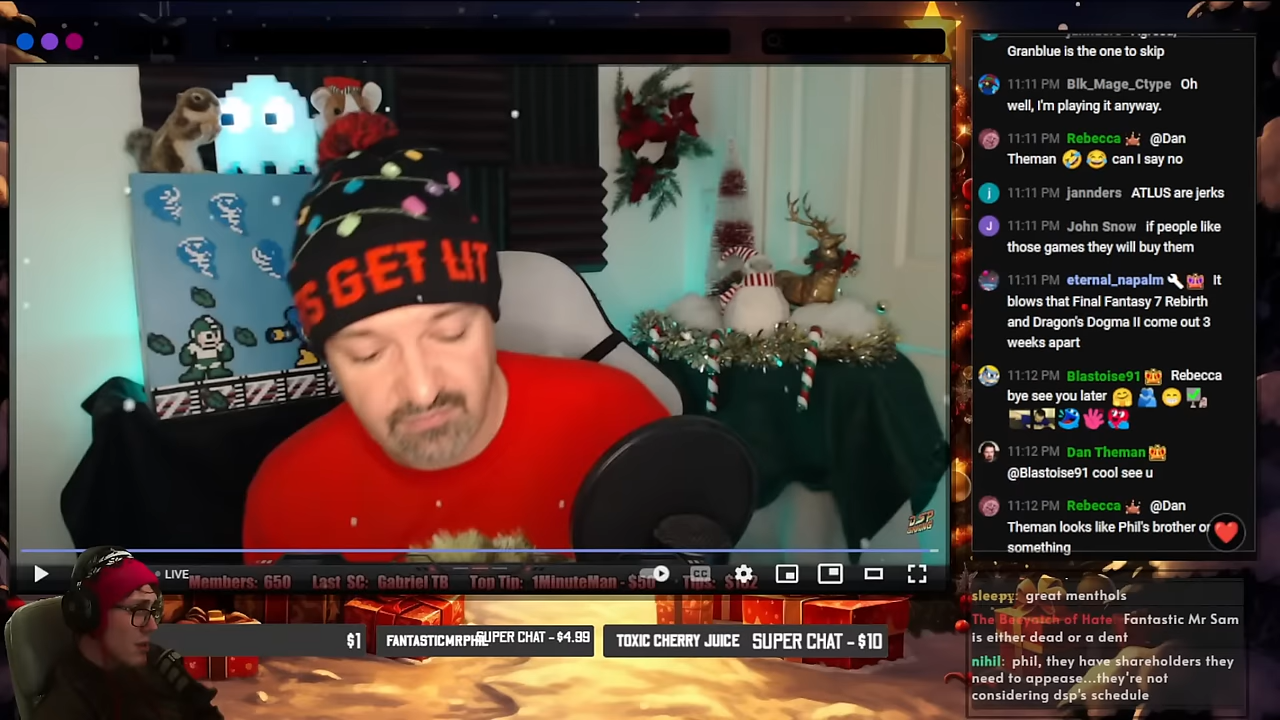 jannders Agreed,
Granblue is the one to skip
11:11 PM Blk_Mage_Ctype Oh
well, I'm playing it anyway.
11:11 PM Rebecca @Dan
Theman can I say no
11:11 PM jannders ATLUS are jerks
11:11 PM John Snow if people like
those games they will buy them
11:11 PM eternal_napalm It
blows that Final Fantasy 7 Rebirth
and Dragon's Dogma II come out 3
weeks apart
11:12 PM Blastoise91 Rebecca
bye see you later
11:12 PM Dan Theman
@Blastoise91 cool see u
11:12 PM Rebecca @Dan
Theman looks like Phil's brother or
something
GET LIT
LIVE
Members: 650 Last SC: Gabriel TB Top Tip: 1MinuteMan -
CC
$1
FANTASTICMRPHIL SUPER CHAT - $4.99
TOXIC CHERRY JUICE SUPER CHAT - $10
sleepy: great menthols
The Beeyatch of Hate: Fantastic Mr Sam
is either dead or a dent
nihil: phil, they have shareholders they
need to appease...they're not
considering dsp's schedule